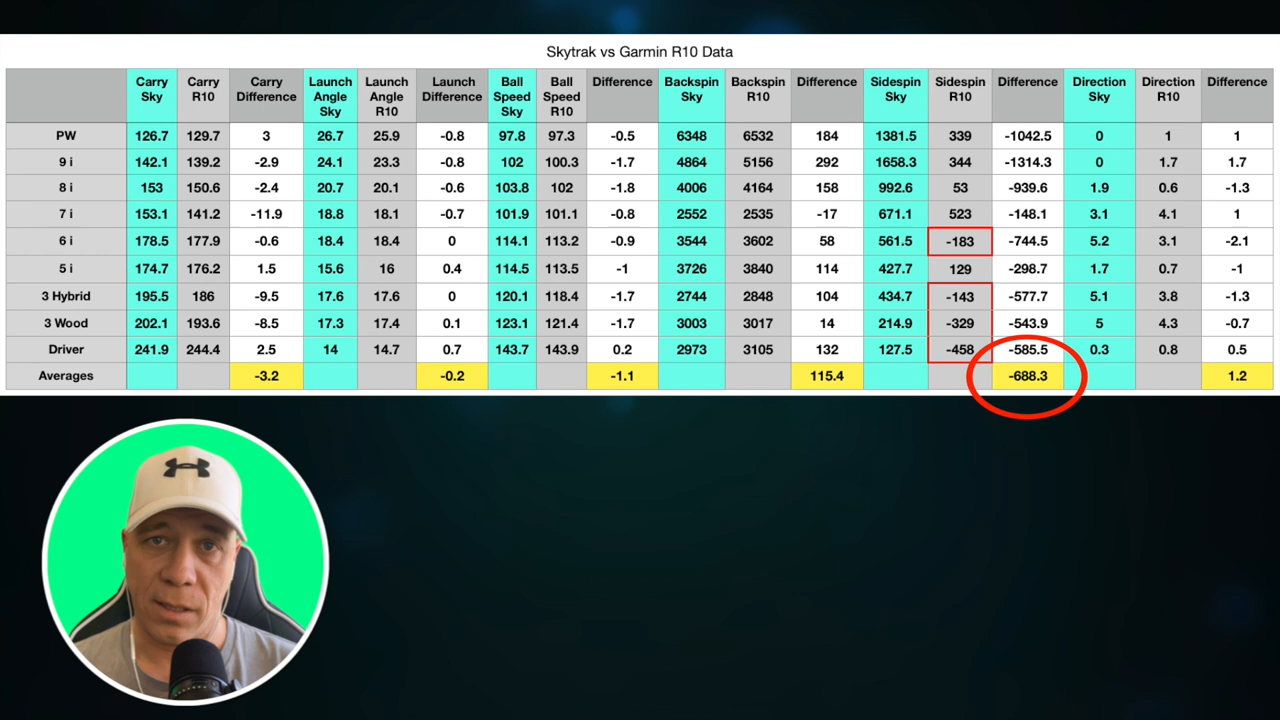 Skytrak vs Garmin R10 Data
Carry Sky Carry R10 Carry Difference Launch Angle Sky Launch Angle R10 Launch Difference Ball Speed Sky Ball Speed R10 Difference Backspin Sky Backspin R10 Difference Sidespin Sky Sidespin R10 Difference Direction Sky Direction R10 Difference
PW 126.7 129.7 3 26.7 25.9 -0.8 97.8 97.3 -0.5 6348 6532 184 1381.5 339 -1042.5 0 1 1
9 i 142.1 139.2 -2.9 24.1 23.3 -0.8 102 100.3 -1.7 4864 5156 292 1658.3 344 -1314.3 0 1.7 1.7
8 i 153 150.6 -2.4 20.7 20.1 -0.6 103.8 102 -1.8 4006 4164 158 992.6 53 -939.6 1.9 0.6 -1.3
7 i 153.1 141.2 -11.9 18.8 18.1 -0.7 101.9 101.1 -0.8 2552 2535 -17 671.1 523 -148.1 3.1 4.1 1
6 i 178.5 177.9 -0.6 18.4 18.4 0 114.1 113.2 -0.9 3544 3602 58 561.5 -183 -744.5 5.2 3.1 -2.1
5 i 174.7 176.2 1.5 15.6 16 0.4 114.5 113.5 -1 3726 3840 114 427.7 129 -298.7 1.7 0.7 -1
3 Hybrid 195.5 186 -9.5 17.6 17.6 0 120.1 118.4 -1.7 2744 2848 104 434.7 -143 -577.7 5.1 3.8 -1.3
3 Wood 202.1 193.6 -8.5 17.3 17.4 0.1 123.1 121.4 -1.7 3003 3017 14 214.9 -329 -543.9 5 4.3 -0.7
Driver 241.9 244.4 2.5 14 14.7 0.7 143.7 143.9 0.2 2973 3105 132 127.5 -458 -585.5 0.3 0.8 0.5
Averages -3.2 -0.2 -1.1 115.4 -688.3 1.2